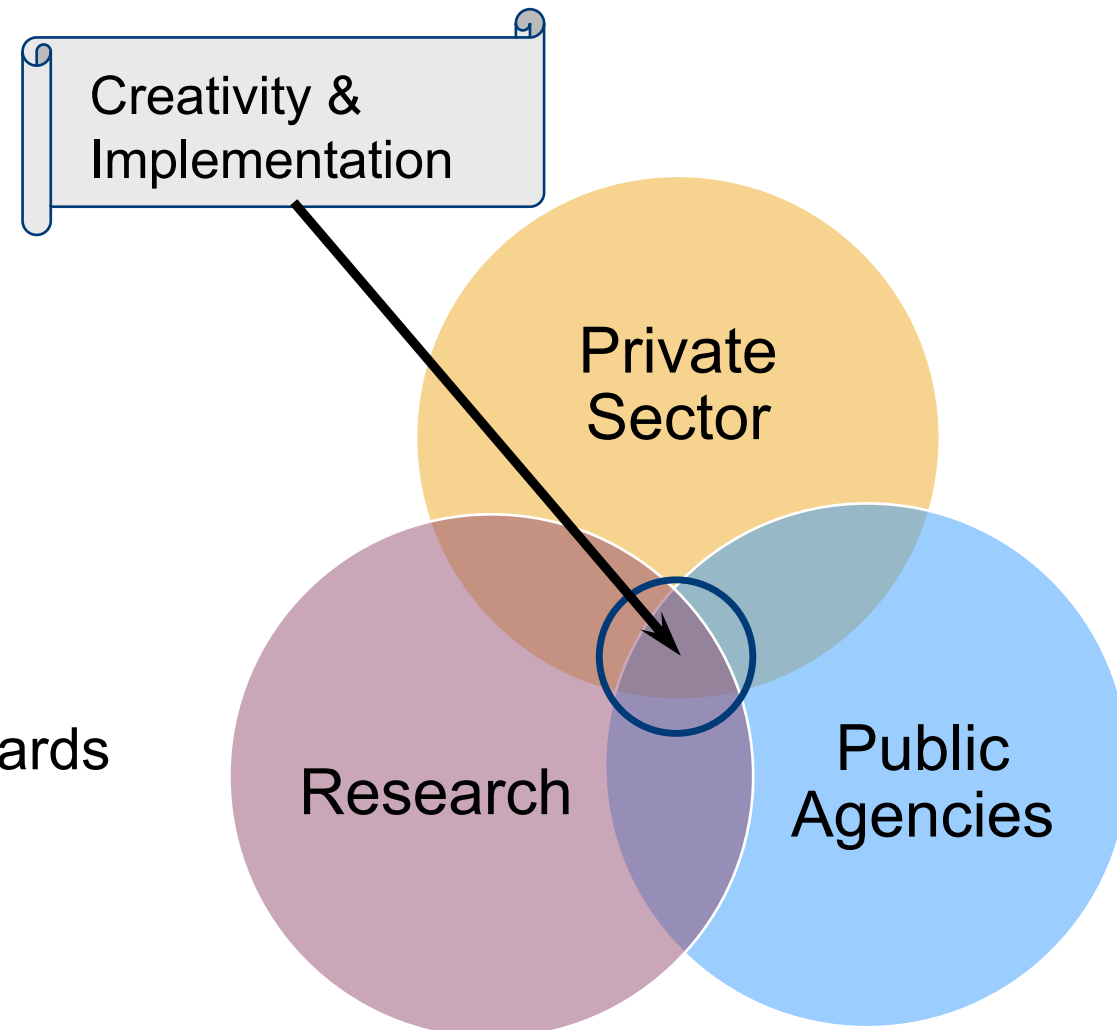 Creativity &
Implementation
Private
Sector
ards
Research
Public
Agencies